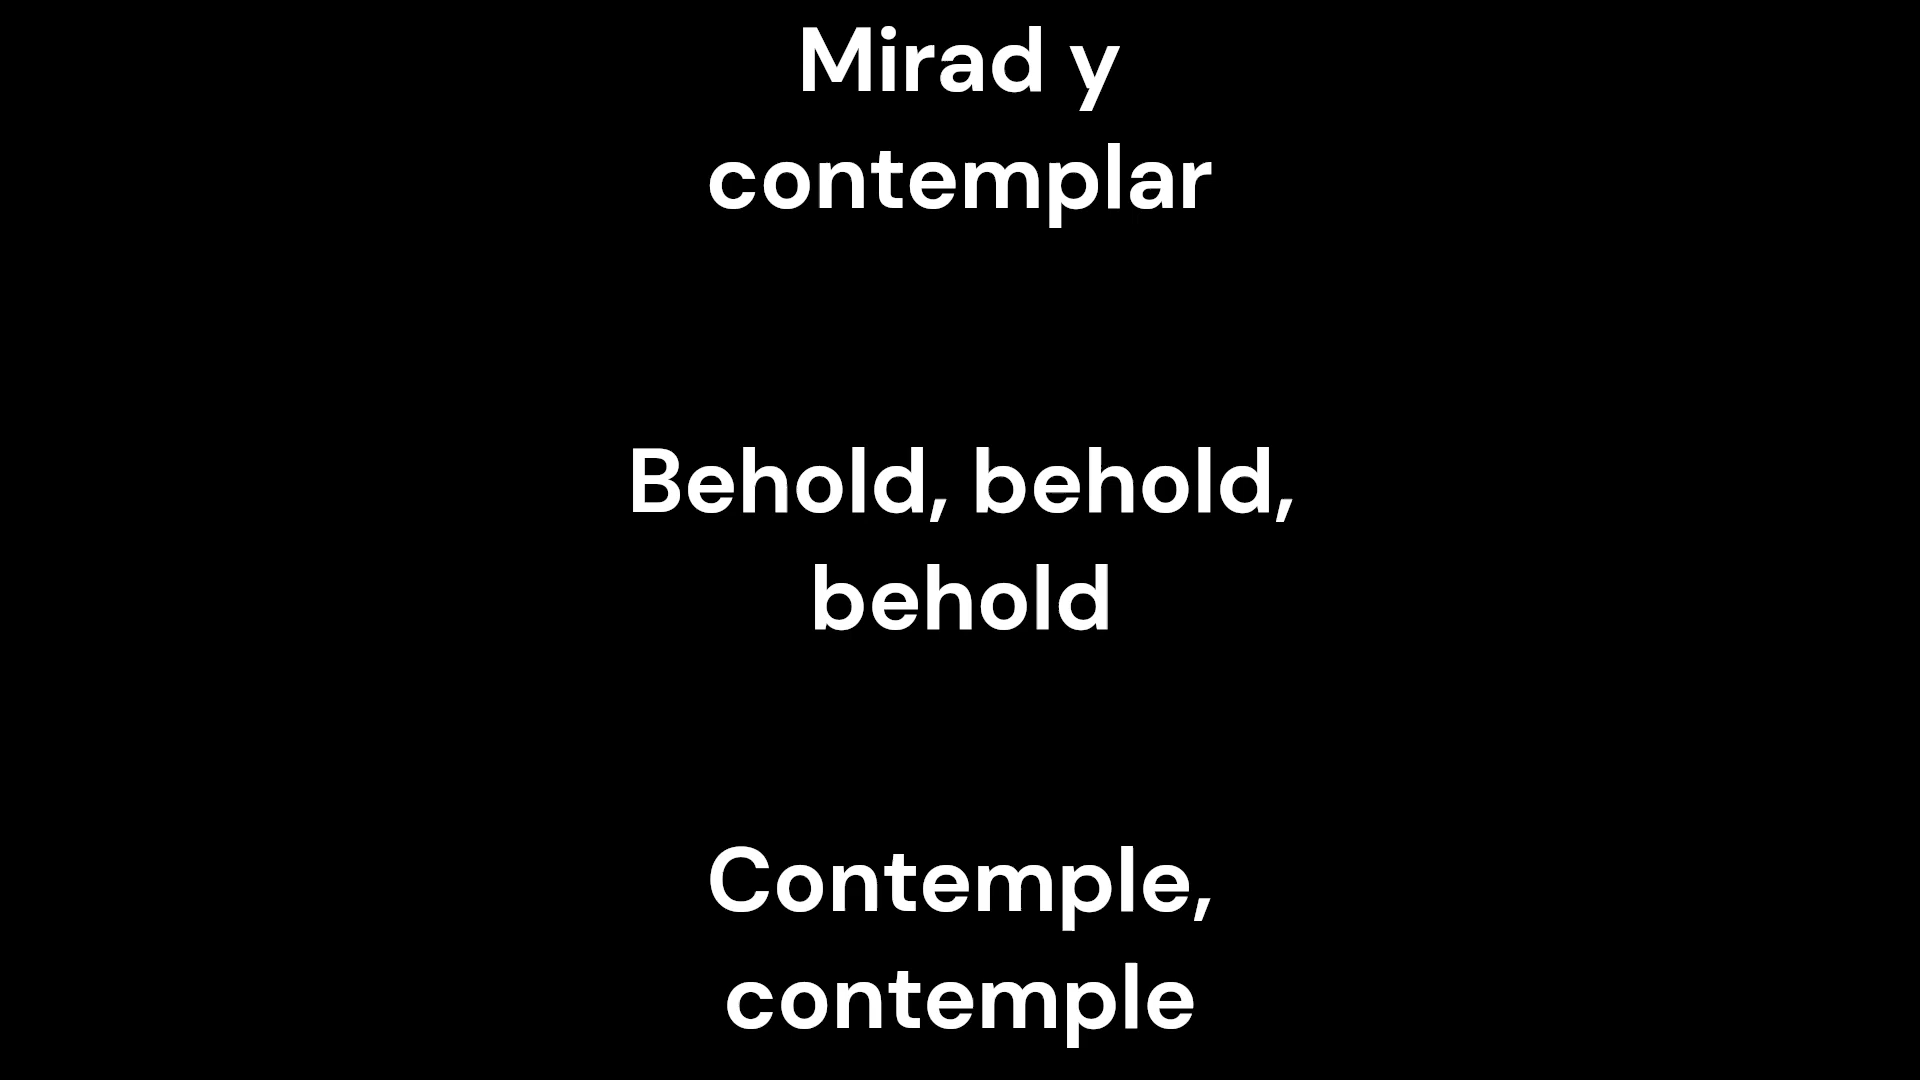 Mirad y
contemplar
Behold, behold,
behold
Contemple,
contemple